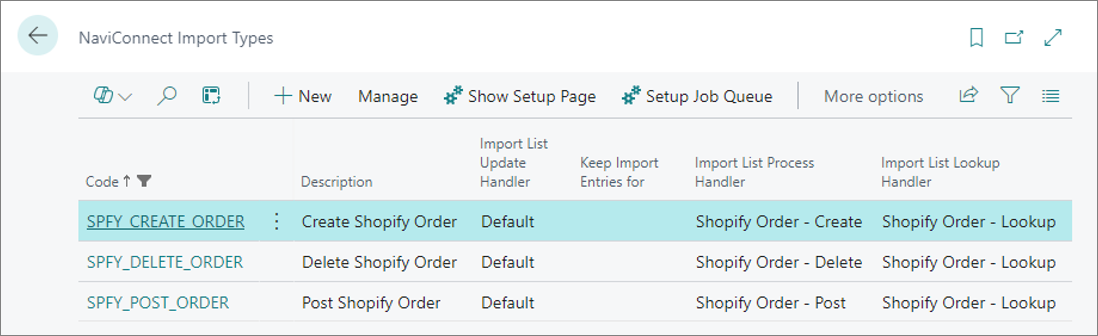 NaviConnect Import Types
New Manage Show Setup Page Setup Job Queue More options
Code Description Import List Update Handler Keep Import Entries for Import List Process Handler Import List Lookup Handler
SPFY_CREATE_ORDER Create Shopify Order Default Shopify Order - Create Shopify Order - Lookup
SPFY_DELETE_ORDER Delete Shopify Order Default Shopify Order - Delete Shopify Order - Lookup
SPFY_POST_ORDER Post Shopify Order Default Shopify Order - Post Shopify Order - Lookup